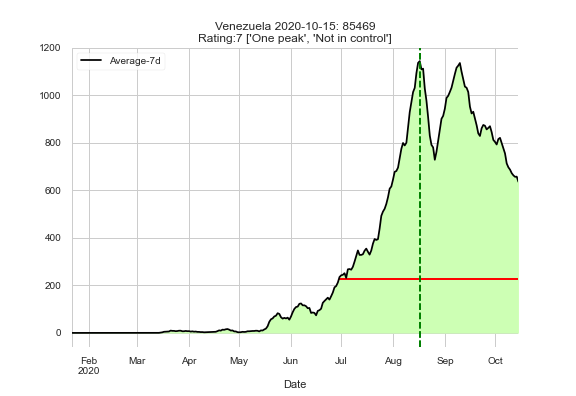 Venezuela 2020-10-15: 85469
Rating:7 ['One peak', 'Not in control']
1200
Average-7d
1000
800
600
400
200
0
Feb Mar Apr May Jun Jul Aug Sep Oct
2020
Date